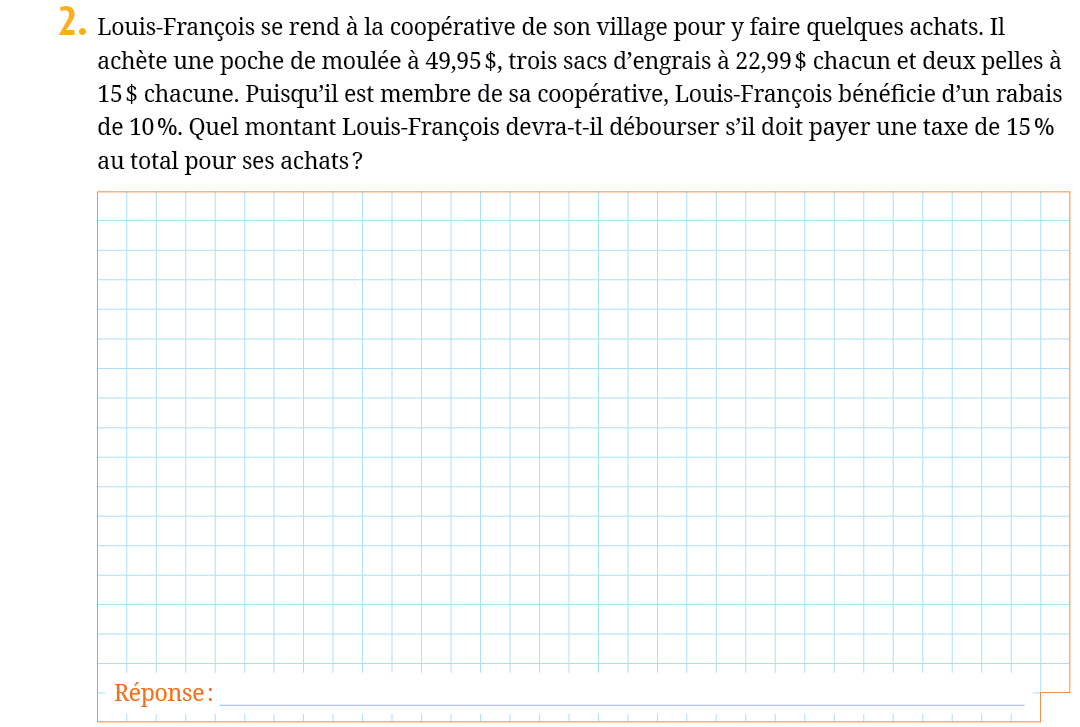 2. Louis-François se rend à la coopérative de son village pour y faire quelques achats. Il
achète une poche de moulée à 49,95 $, trois sacs d’engrais à 22,99 $ chacun et deux pelles à
15 $ chacune. Puisqu’il est membre de sa coopérative, Louis-François bénéficie d’un rabais
de 10 %. Quel montant Louis-François devra-t-il débourser s’il doit payer une taxe de 15 %
au total pour ses achats ?
Réponse :